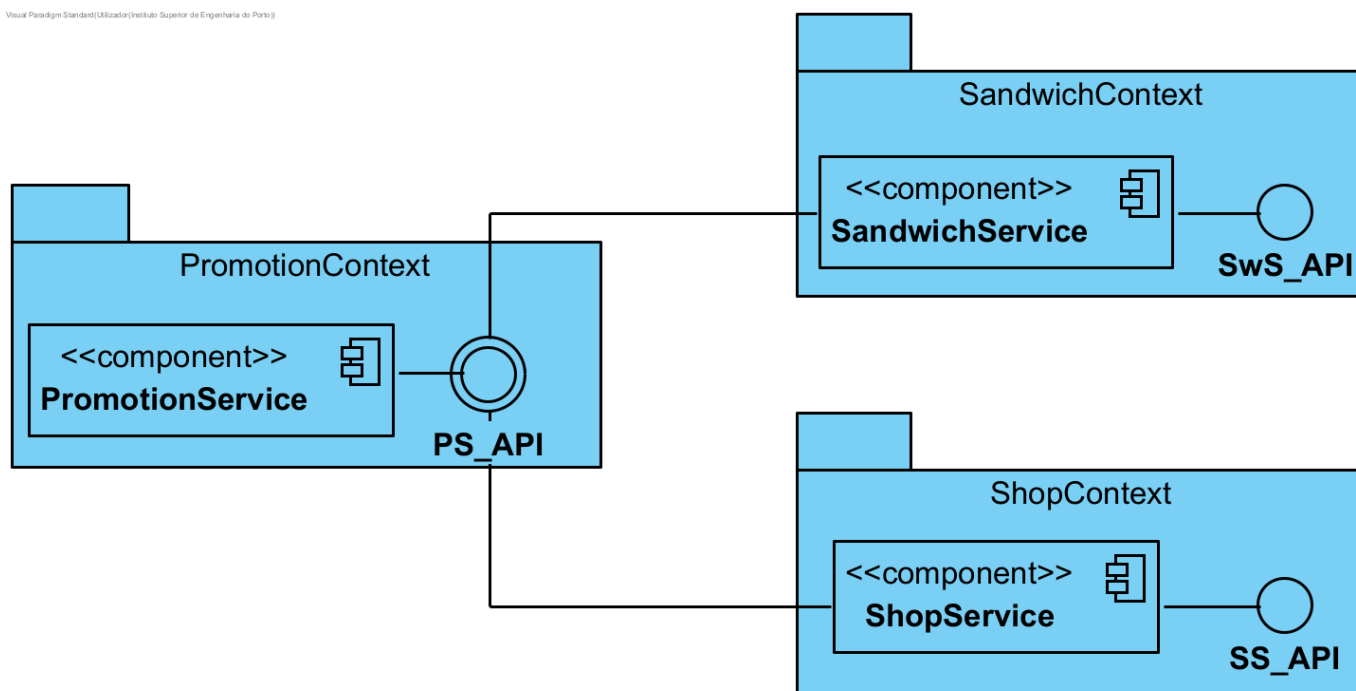 Visual Paradigm Standard(Utilizador(Instituto Superior de Engenharia do Porto))
SandwichContext
<<component>>
SandwichService
SwS_API
PromotionContext
<<component>>
PromotionService
PS_API
ShopContext
<<component>>
ShopService
SS_API